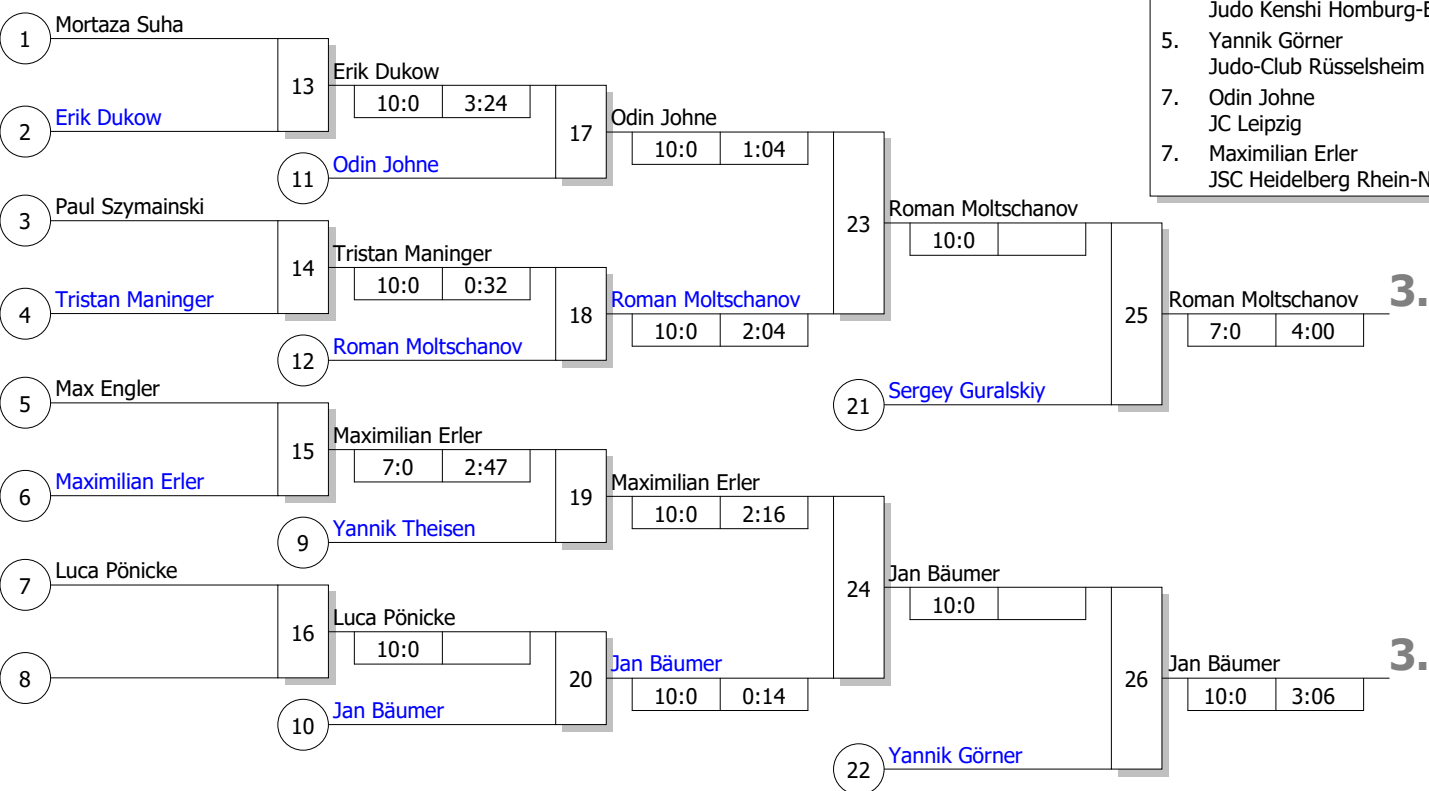 Judo Kenshi Homburg-
5. Yannik Görner
Judo-Club Rüsselsheim
7. Odin Johne
JC Leipzig
7. Maximilian Erler
JSC Heidelberg Rhein-
1 Mortaza Suha
13 Erik Dukow
10:0 3:24
2 Erik Dukow
17 Odin Johne
10:0 1:04
11 Odin Johne
3 Paul Szymainski
23 Roman Moltschanov
10:0
14 Tristan Maninger
10:0 0:32
4 Tristan Maninger
18 Roman Moltschanov
10:0 2:04
25 Roman Moltschanov 3.
7:0 4:00
12 Roman Moltschanov
5 Max Engler
21 Sergey Guralskiy
15 Maximilian Erler
7:0 2:47
6 Maximilian Erler
19 Maximilian Erler
10:0 2:16
9 Yannik Theisen
7 Luca Pönicke
24 Jan Bäumer
10:0
16 Luca Pönicke
10:0
8
20 Jan Bäumer
10:0 0:14
26 Jan Bäumer 3.
10:0 3:06
10 Jan Bäumer
22 Yannik Görner